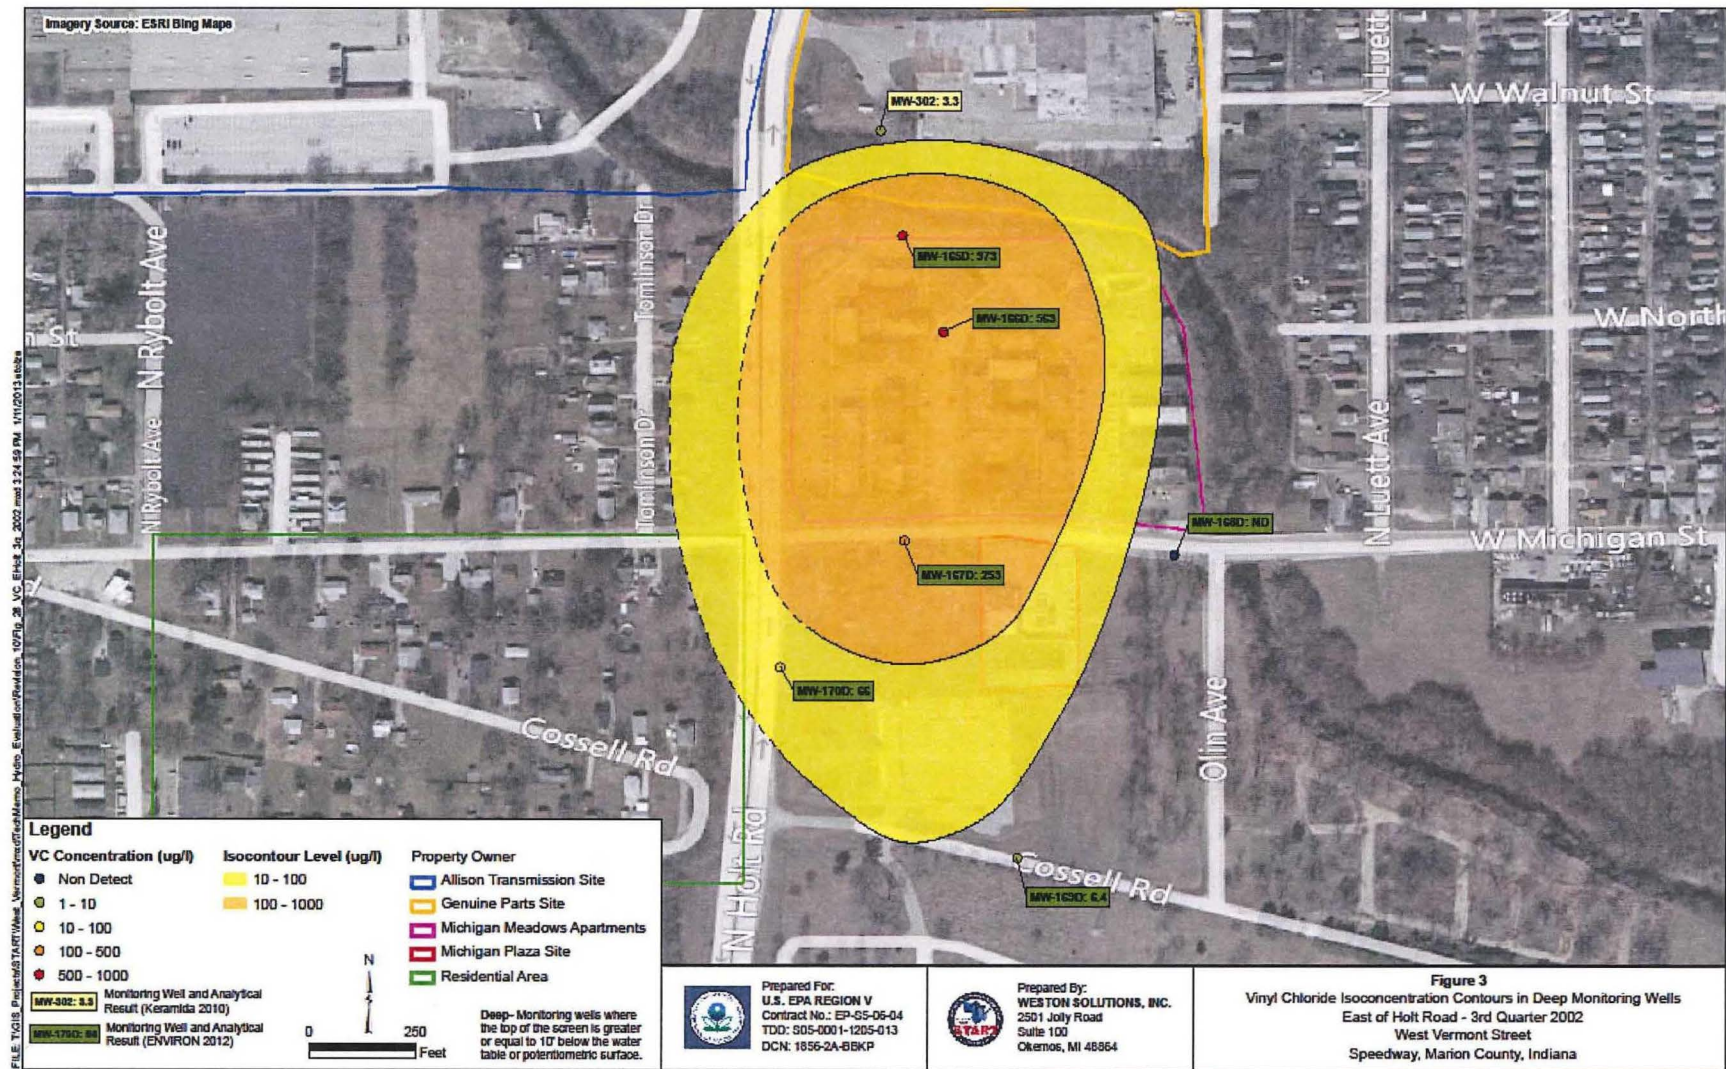 Imagery Source: ESRI Bing Maps
MW-302: 3.3
W Walnut St
N Luett
N
N Rybolt Ave
Tomlinson Dr
MW-165D: 973
MW-166D: 563
W North
n St
N Rybolt Ave
Tomlinson Dr
N Luett Ave
MW-168D: ND
W Michigan St
MW-167D: 253
MW-170D: 66
Cossell Rd
Olin Ave
N Holt Rd
Cossell Rd
MW-169D: 6.4
Legend
VC Concentration (ug/l)
Non Detect
1 - 10
10 - 100
100 - 500
500 - 1000
MW-302: 3.3 Monitoring Well and Analytical
Result (Keramida 2010)
Monitoring Well and Analytical
Result (ENVIRON 2012)
Isocontour Level (ug/l)
10 - 100
100 - 1000
Property Owner
Allison Transmission Site
Genuine Parts Site
Michigan Meadows Apartments
Michigan Plaza Site
Residential Area
N
0 250
Feet
Deep- Monitoring wells where
the top of the screen is greater
or equal to 10' below the water
table or potentiometric surface.
Prepared For:
U.S. EPA REGION V
Contract No.: EP-S5-06-04
TDD: S05-0001-1205-013
DCN: 1856-2A-BBKP
START
Prepared By:
WESTON SOLUTIONS, INC.
2501 Jolly Road
Suite 100
Okemos, MI 48864
Figure 3
Vinyl Chloride Isoconcentration Contours in Deep Monitoring Wells
East of Holt Road - 3rd Quarter 2002
West Vermont Street
Speedway, Marion County, Indiana